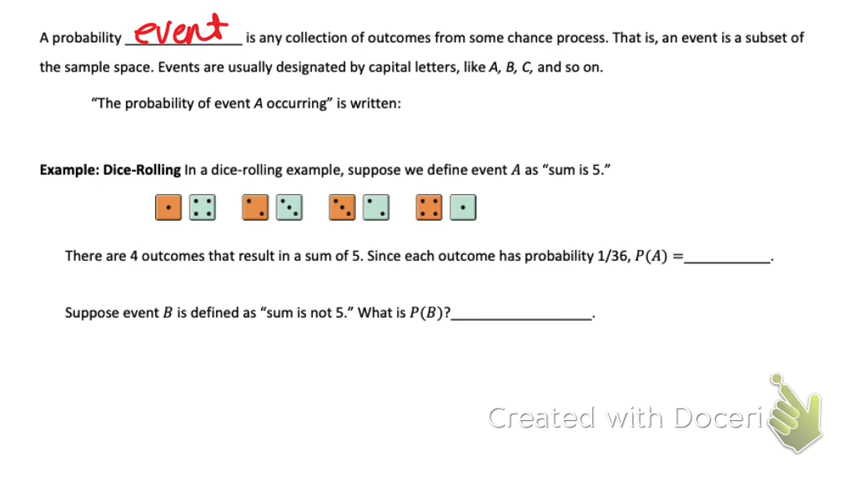 A probability event is any collection of outcomes from some chance process. That is, an event is a subset of
the sample space. Events are usually designated by capital letters, like A, B, C, and so on.
“The probability of event A occurring” is written:
Example: Dice-Rolling In a dice-rolling example, suppose we define event A as “sum is 5.”
There are 4 outcomes that result in a sum of 5. Since each outcome has probability 1/36, P(A) =__________.
Suppose event B is defined as “sum is not 5.” What is P(B)?________________.
Created with Doceri